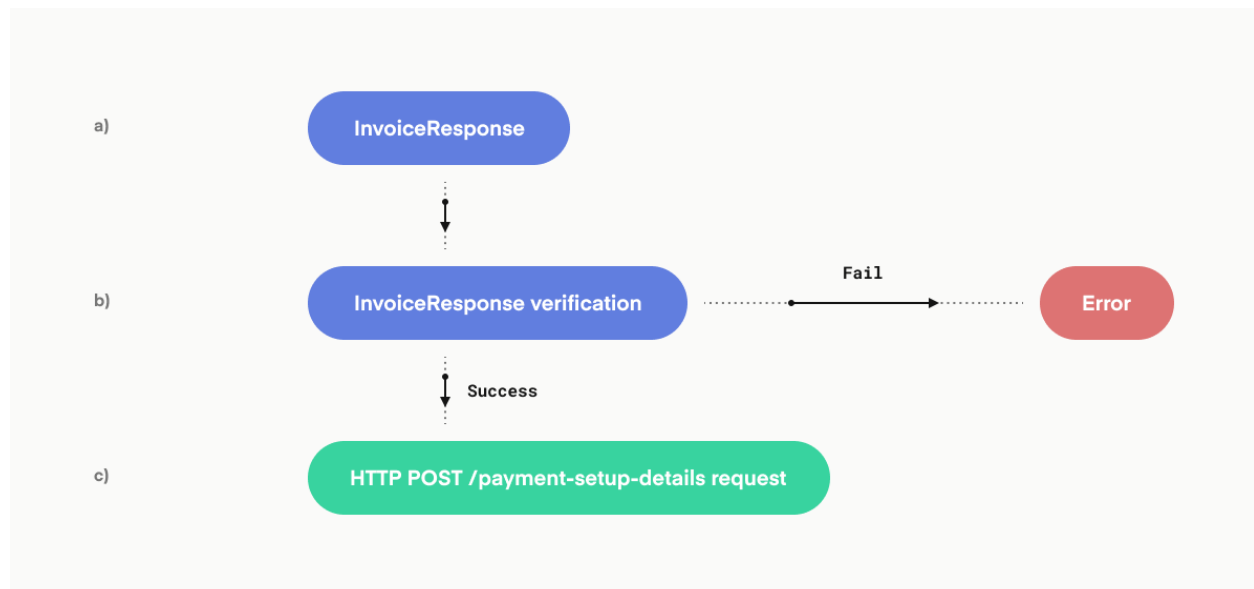 a)
InvoiceResponse
b)
InvoiceResponse verification
Fail
Error
Success
c)
HTTP POST /payment-setup-details request